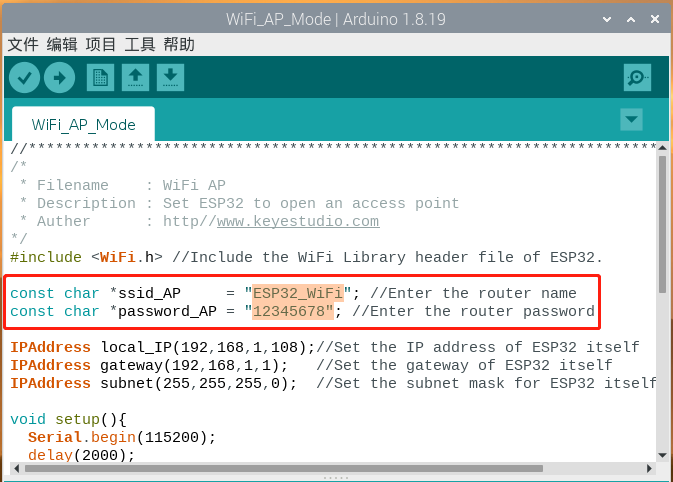 WiFi_AP_Mode | Arduino 1.8.19
文件 编辑 项目 工具 帮助
WiFi_AP_Mode
//**********************************************************************
/*
 * Filename    : WiFi AP
 * Description : Set ESP32 to open an access point
 * Auther      : http//www.keyestudio.com
*/
#include <WiFi.h> //Include the WiFi Library header file of ESP32.
const char *ssid_AP     = "ESP32_WiFi"; //Enter the router name
const char *password_AP = "12345678"; //Enter the router password
IPAddress local_IP(192,168,1,108);//Set the IP address of ESP32 itself
IPAddress gateway(192,168,1,1);   //Set the gateway of ESP32 itself
IPAddress subnet(255,255,255,0);  //Set the subnet mask for ESP32 itself
void setup(){
  Serial.begin(115200);
  delay(2000);